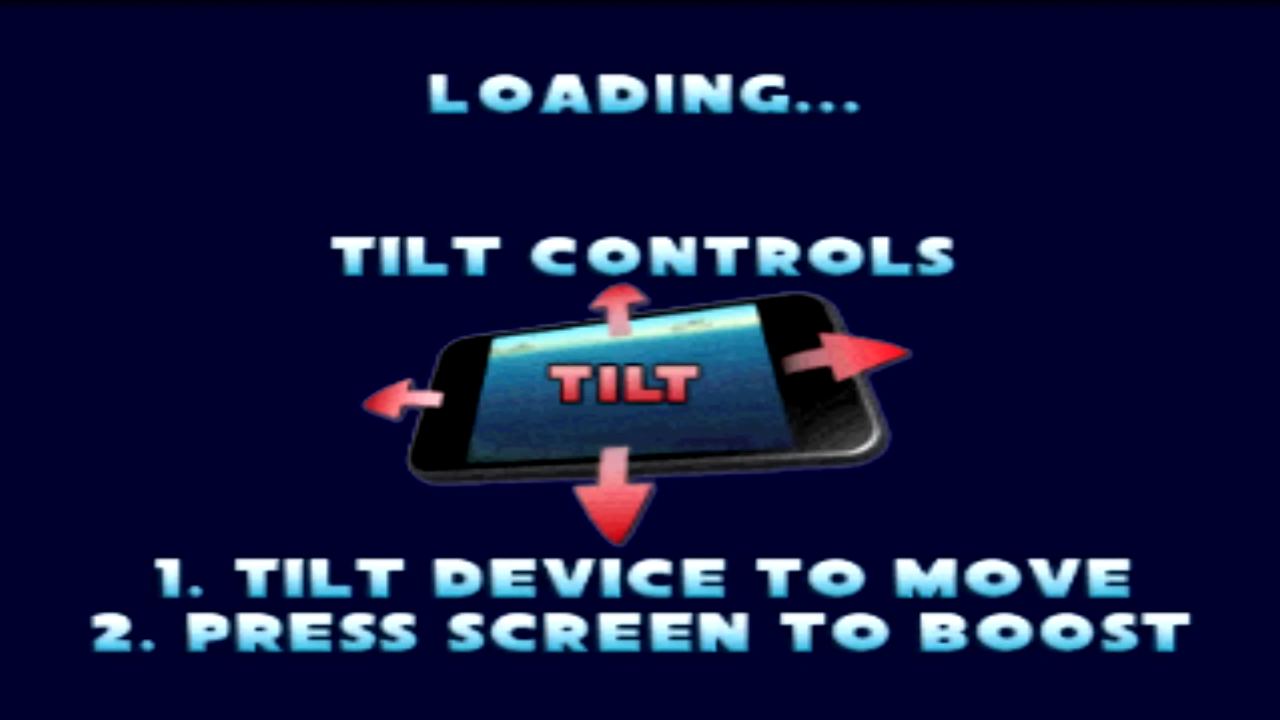 LOADING...
TILT CONTROLS
TILT
1. TILT DEVICE TO MOVE
2. PRESS SCREEN TO BOOST